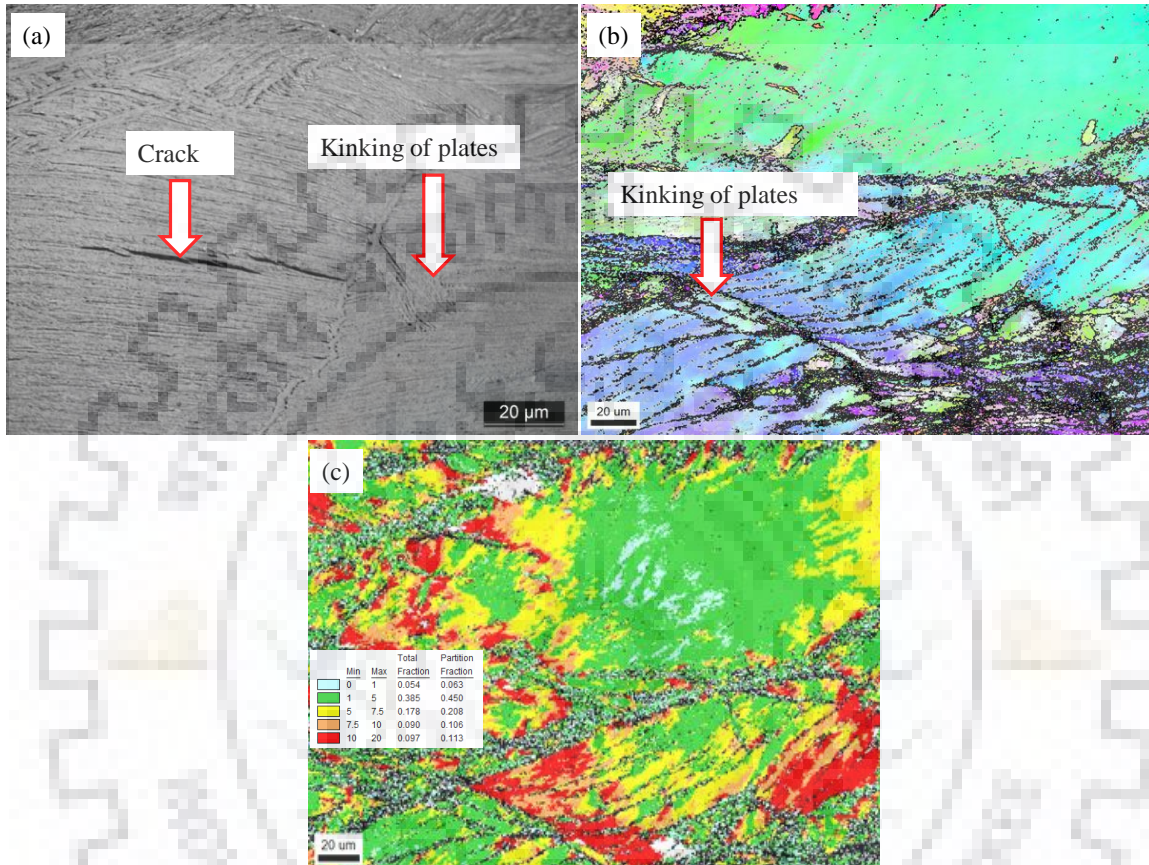 (a)
Crack
Kinking of plates
20 µm
(b)
Kinking of plates
20 um
(c)
Total Partition
Min Max Fraction Fraction
0 1 0.054 0.063
1 5 0.385 0.450
5 7.5 0.178 0.208
7.5 10 0.090 0.106
10 20 0.097 0.113
20 um